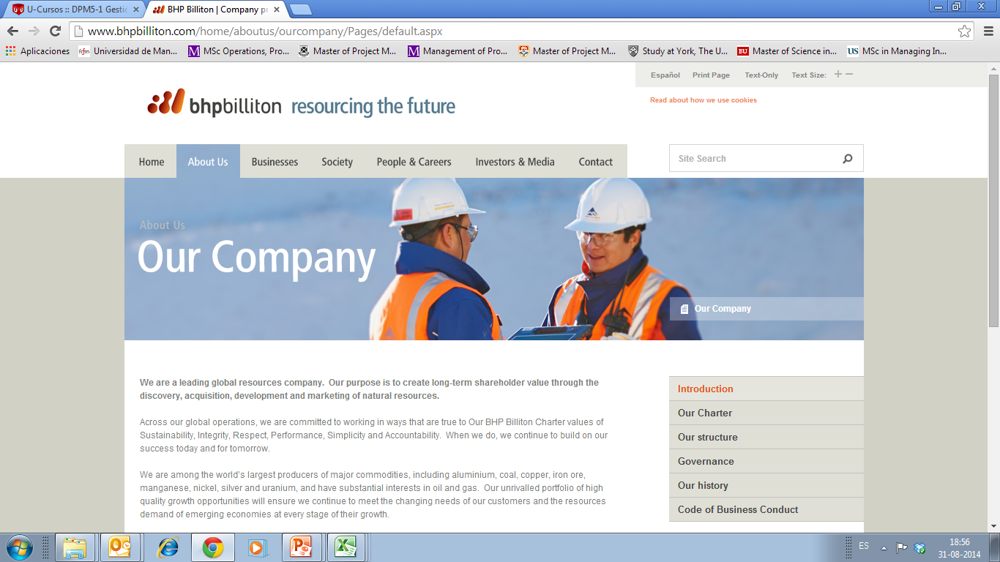 U-Cursos :: DPM5-1 Gestio
BHP Billiton | Company pr
www.bhpbilliton.com/home/aboutus/ourcompany/Pages/default.aspx
Aplicaciones
Universidad de Man...
MSc Operations, Pro...
Master of Project M...
Management of Pro...
Master of Project M...
Study at York, The U...
BU
Master of Science in...
US
MSc in Managing In...
Español
Print Page
Text-Only
Text Size:
Read about how we use cookies
bhpbilliton resourcing the future
Home
About Us
Businesses
Society
People & Careers
Investors & Media
Contact
Site Search
About Us
Our Company
Our Company
We are a leading global resources company. Our purpose is to create long-term shareholder value through the
discovery, acquisition, development and marketing of natural resources.
Across our global operations, we are committed to working in ways that are true to Our BHP Billiton Charter values of
Sustainability, Integrity, Respect, Performance, Simplicity and Accountability. When we do, we continue to build on our
success today and for tomorrow.
We are among the world's largest producers of major commodities, including aluminium, coal, copper, iron ore,
manganese, nickel, silver and uranium, and have substantial interests in oil and gas. Our unrivalled portfolio of high
quality growth opportunities will ensure we continue to meet the changing needs of our customers and the resources
demand of emerging economies at every stage of their growth.
Introduction
Our Charter
Our structure
Governance
Our history
Code of Business Conduct
ES
18:56
31-08-2014